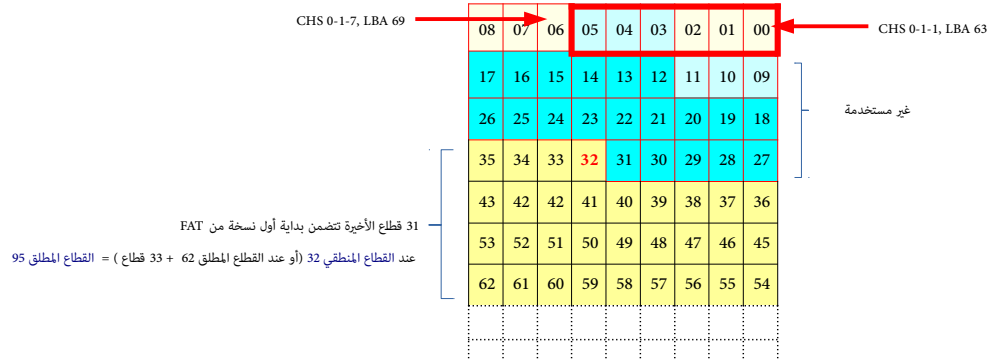 CHS 0-1-7, LBA 69
CHS 0-1-1, LBA 63
08 07 06 05 04 03 02 01 00
17 16 15 14 13 12 11 10 09
غير مستخدمة
26 25 24 23 22 21 20 19 18
35 34 33 32 31 30 29 28 27
43 42 42 41 40 39 38 37 36
31 قطاع الأخيرة تتضمن بداية أول نسخة من FAT
53 52 51 50 49 48 47 46 45
عند القطاع المنطقي 32 (أو عند القطاع المطلق 62 + 33 قطاع ) = القطاع المطلق 95
62 61 60 59 58 57 56 55 54